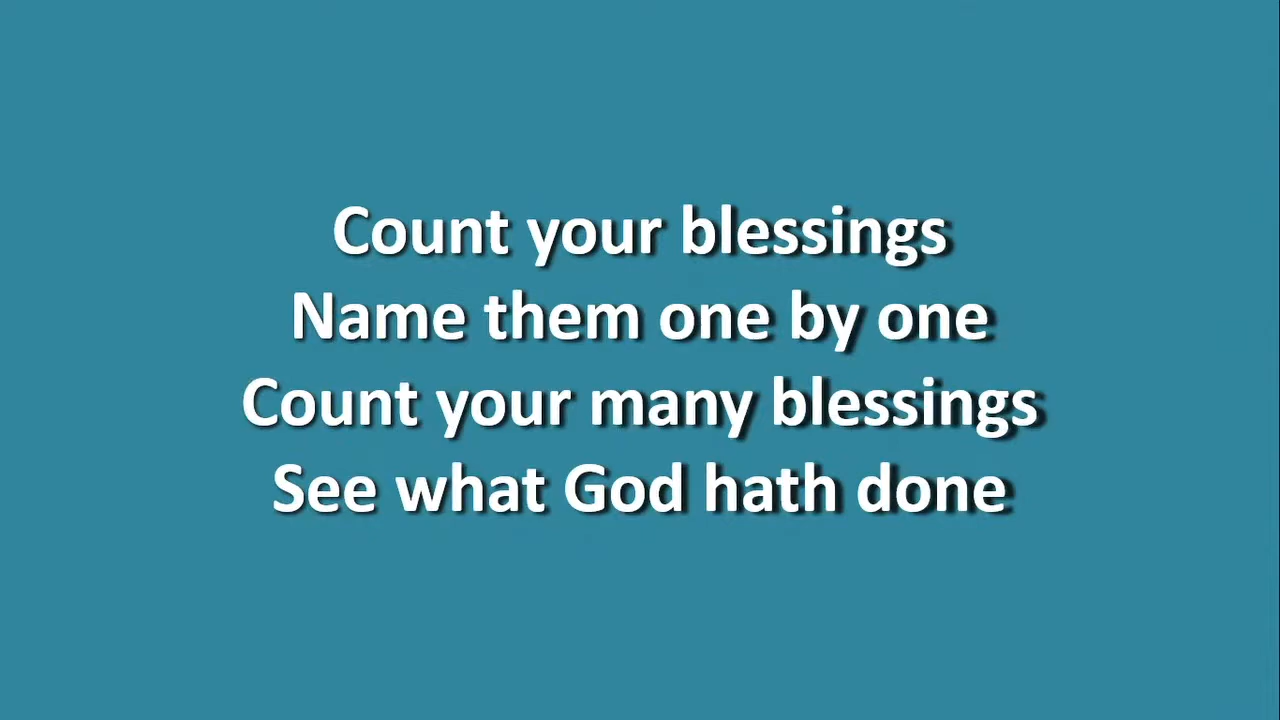 Count your blessings
Name them one by one
Count your many blessings
See what God hath done